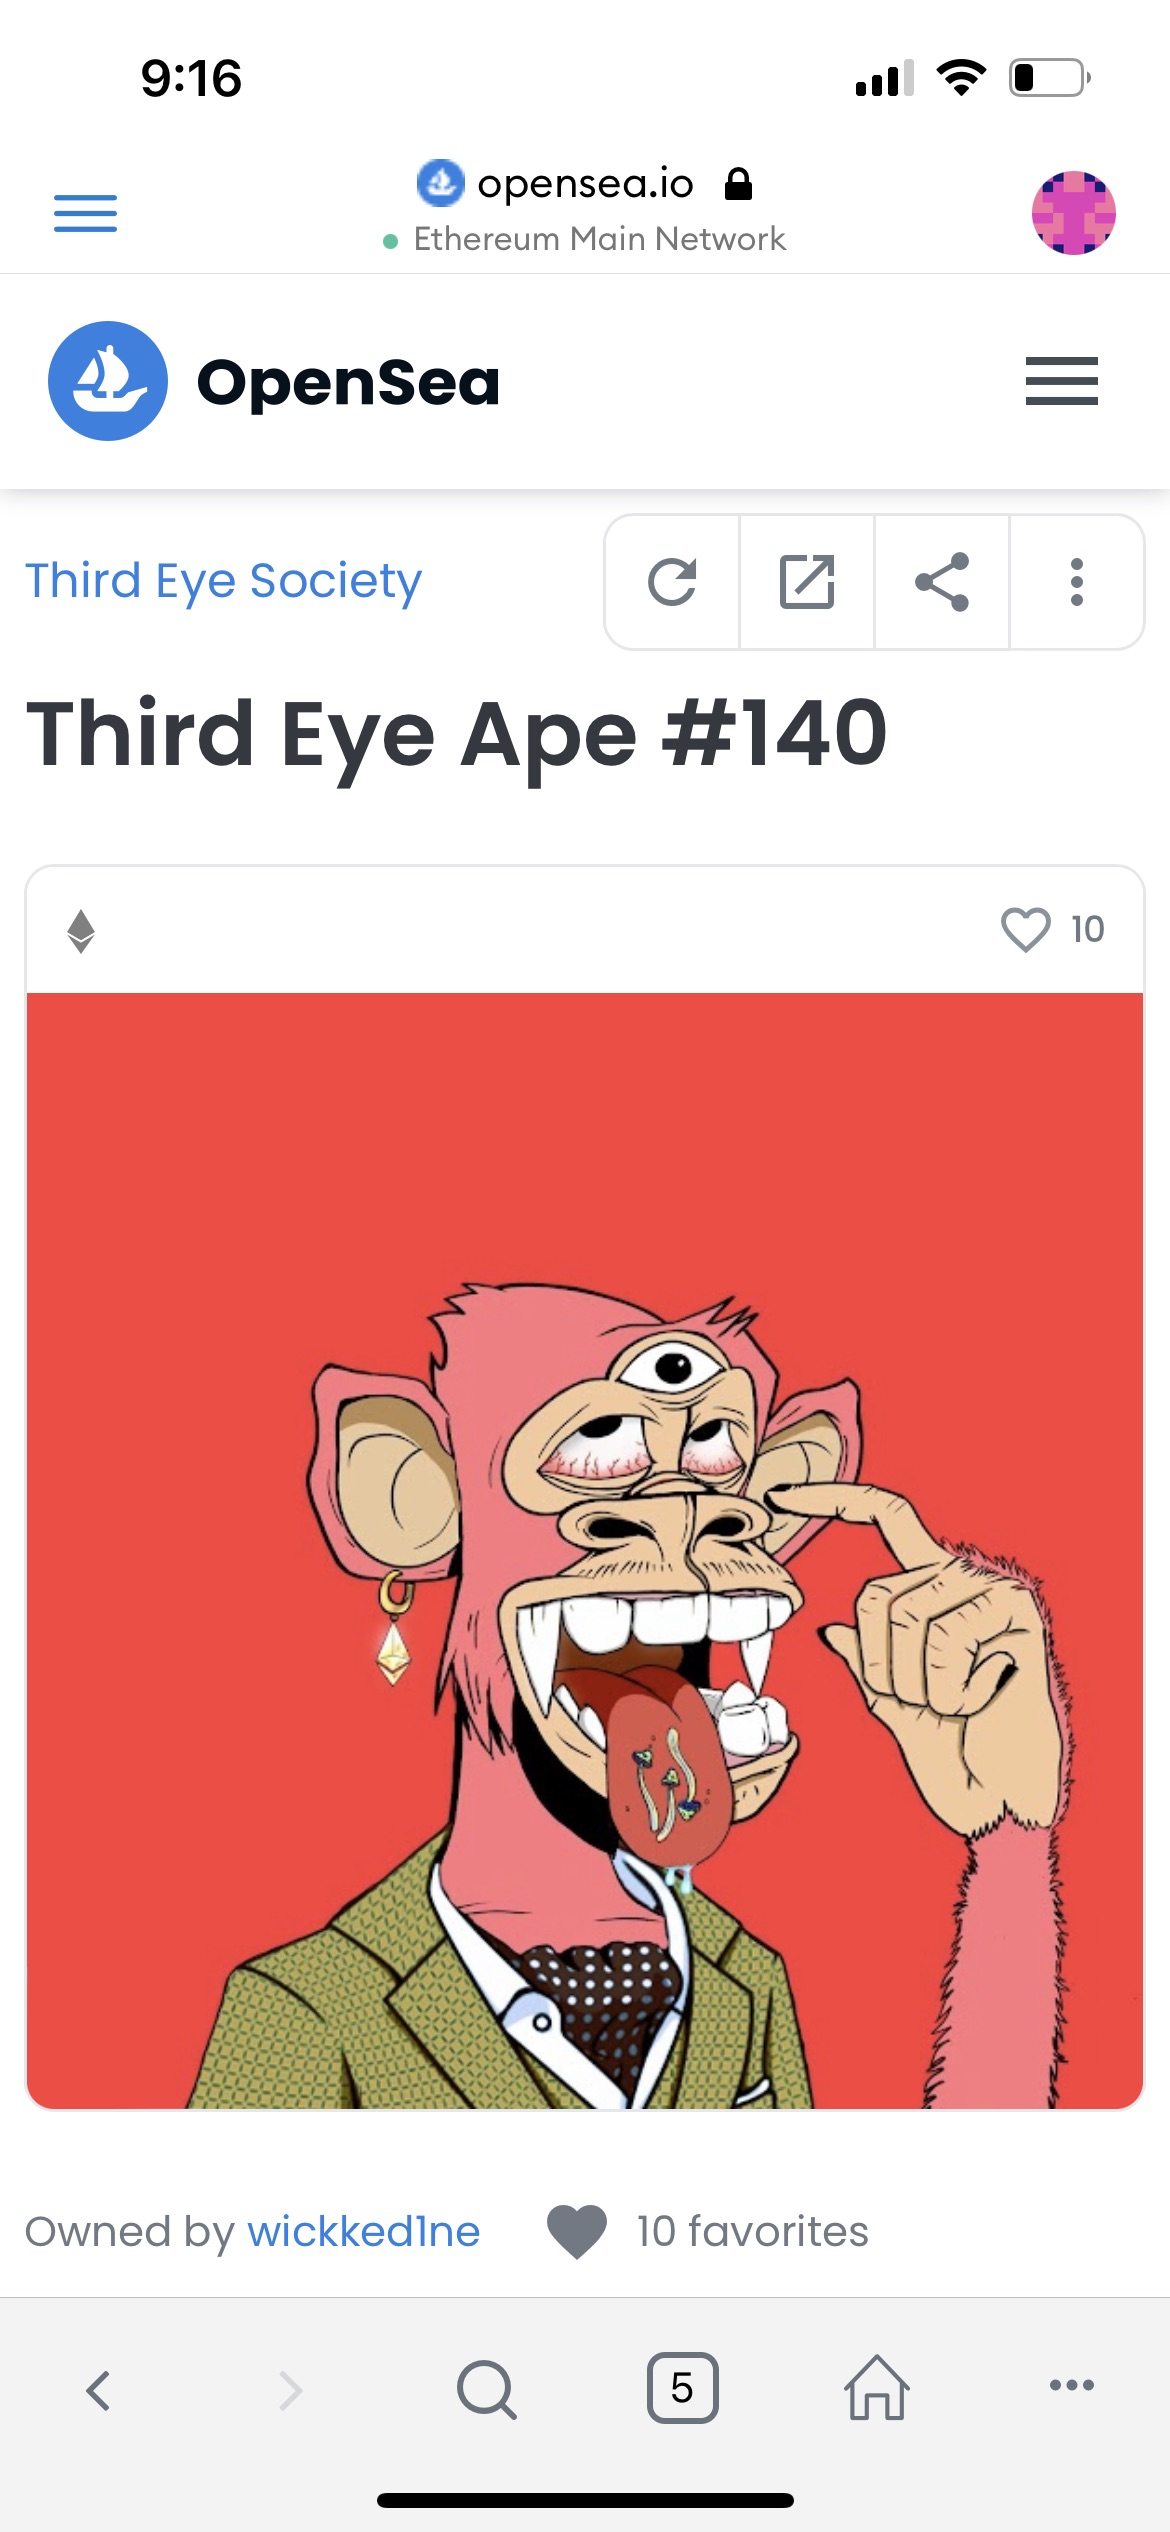 9:16
opensea.io
Ethereum Main Network
OpenSea
Third Eye Society
Third Eye Ape #140
10
Owned by wickked1ne
10 favorites
5